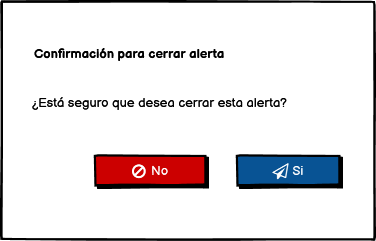 Confirmación para cerrar alerta
¿Está seguro que desea cerrar esta alerta?
No
Si